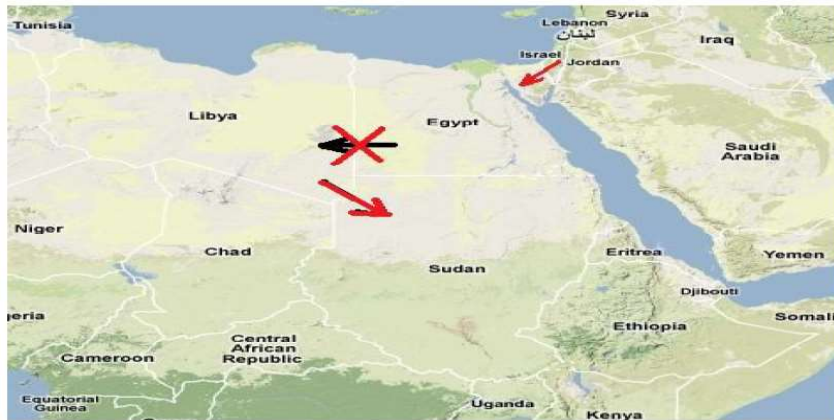 Tunisia
Syria
Lebanon
لبنان
Iraq
Israel
Jordan
Libya
Egypt
Saudi
Arabia
Niger
Chad
Sudan
Eritrea
Yemen
Djibouti
eria
Ethiopia
Somali
Central
African
Republic
Cameroon
Equatorial
Guinea
Uganda
Kenya